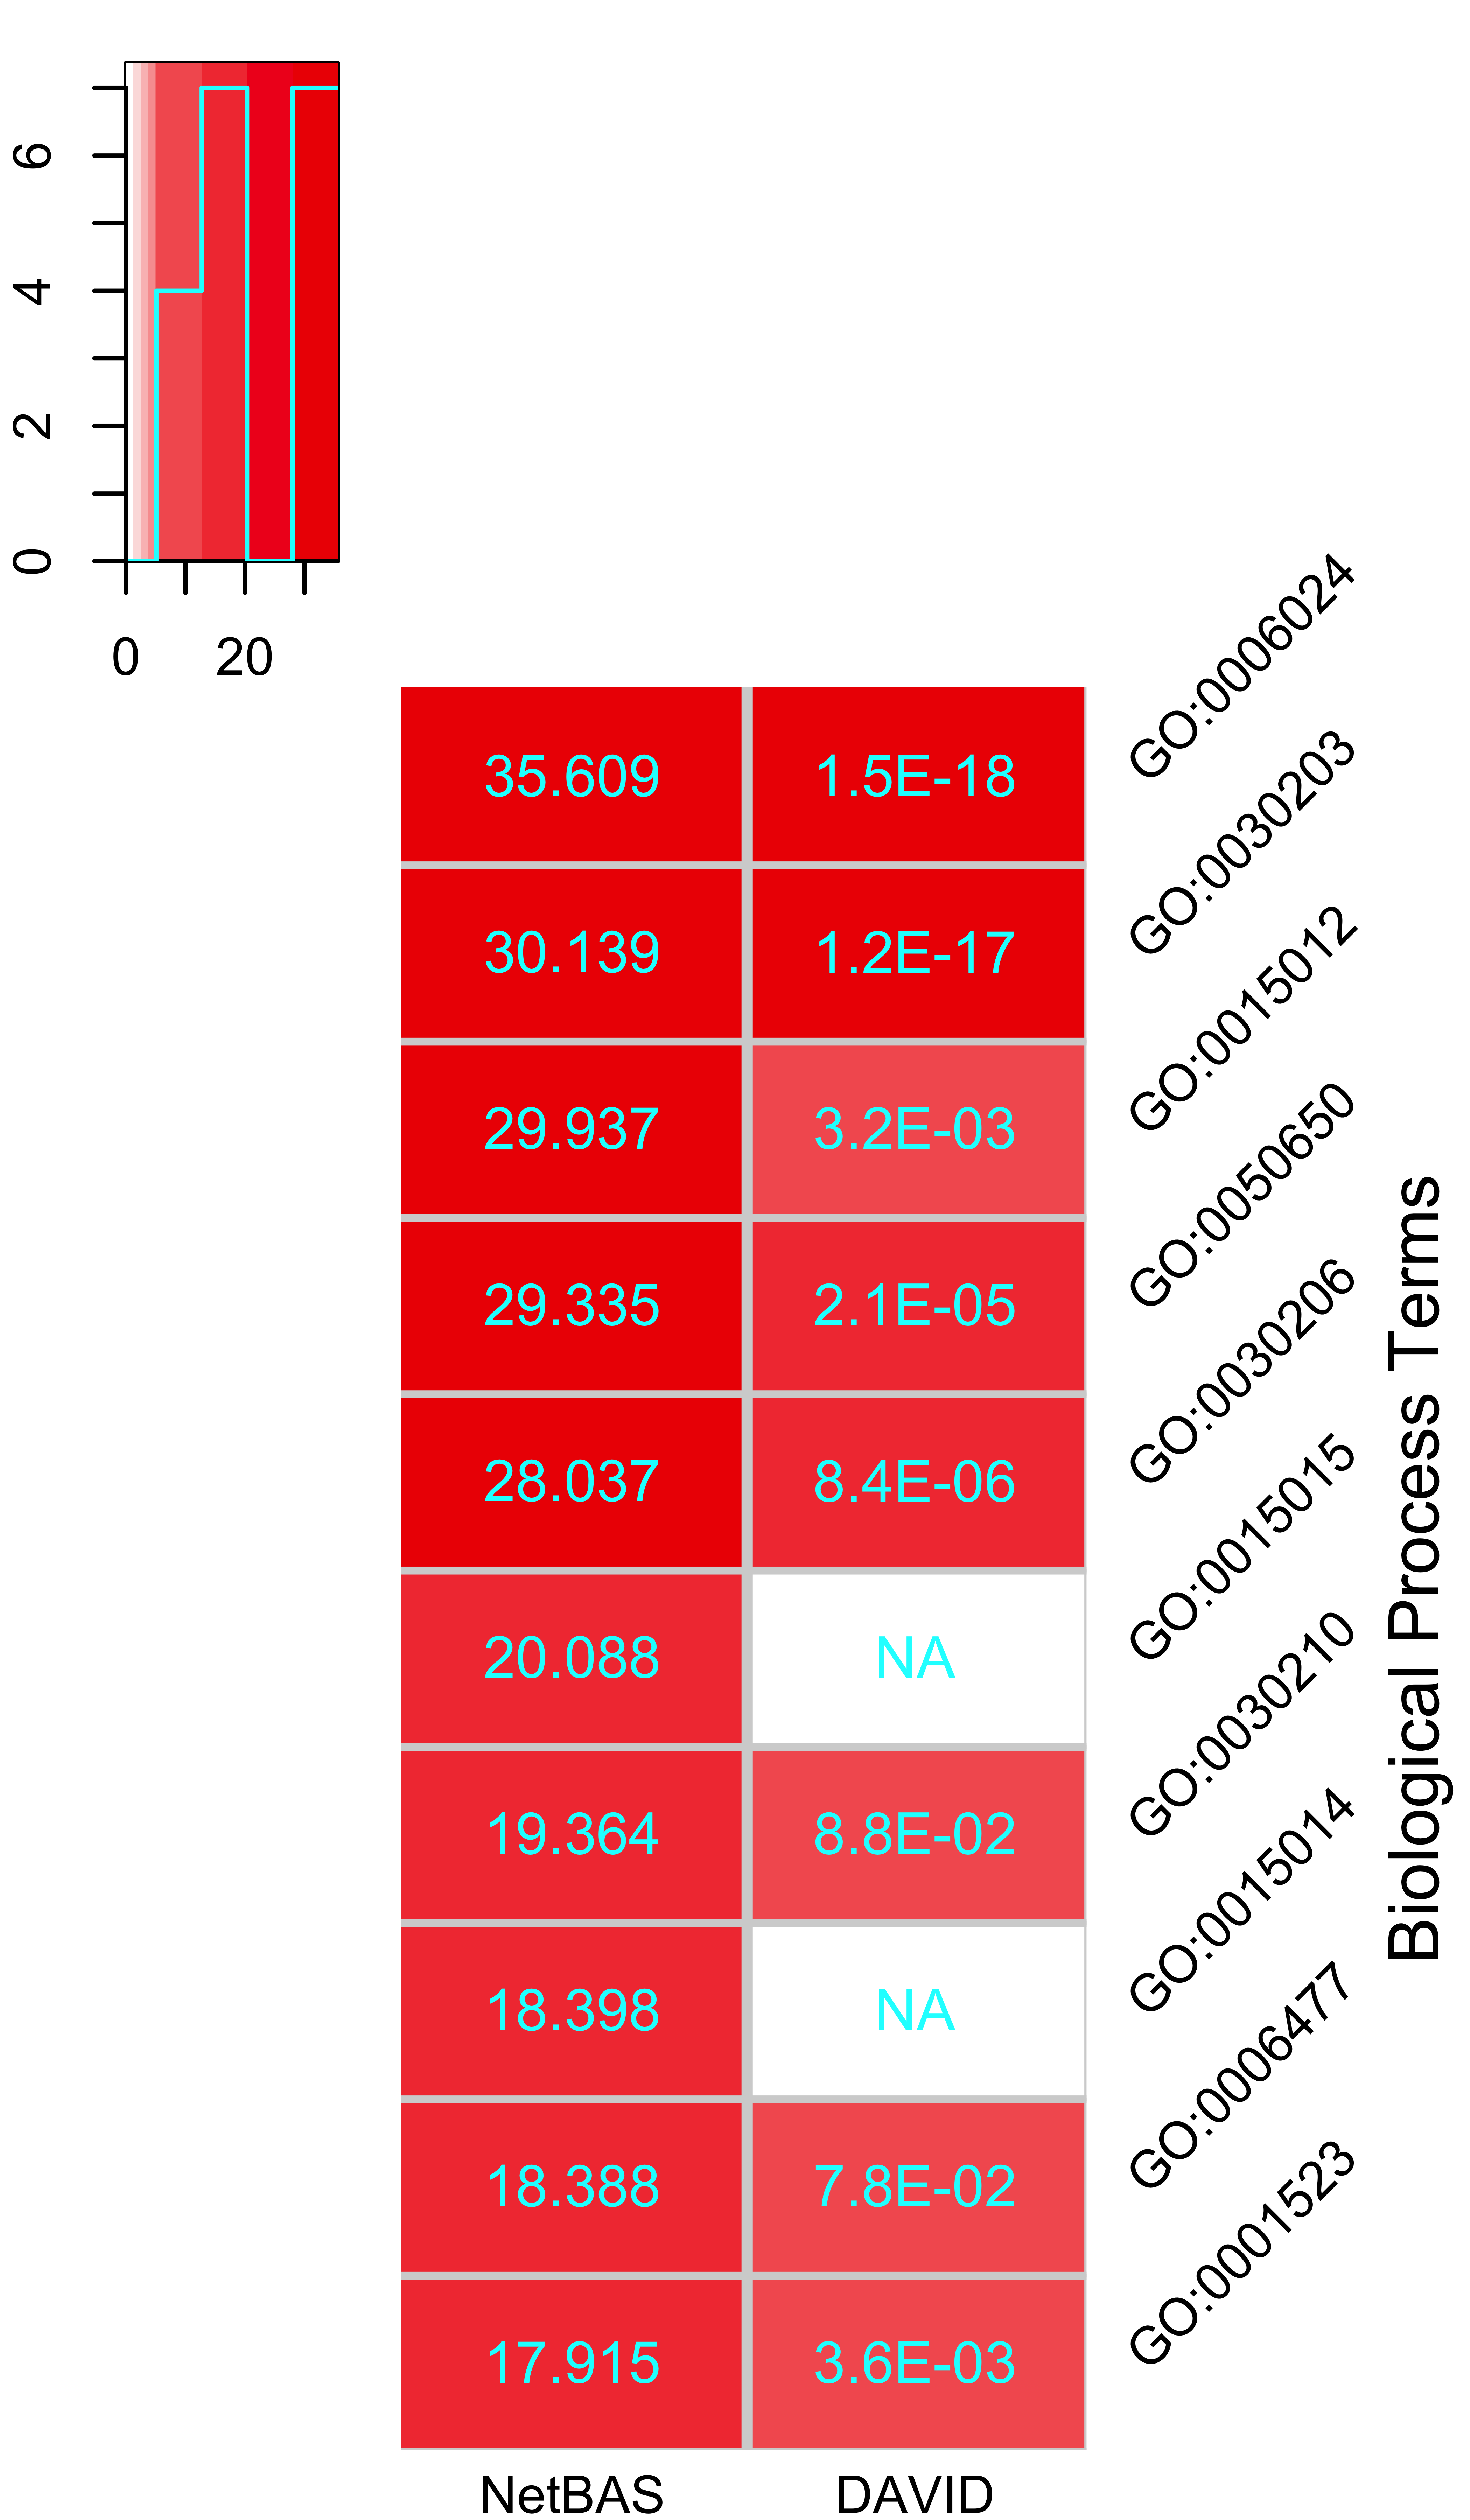 6
4
2
0
0 20
GO:0006024
35.609 1.5E-18
GO:0030203
30.139 1.2E-17
GO:0015012
29.937 3.2E-03
GO:0050650
29.335 2.1E-05
GO:0030206
28.037 8.4E-06
GO:0015015
20.088 NA
GO:0030210
19.364 8.8E-02
GO:0015014
18.398 NA
GO:0006477
18.388 7.8E-02
GO:0001523
17.915 3.6E-03
NetBAS DAVID
Biological Process Terms